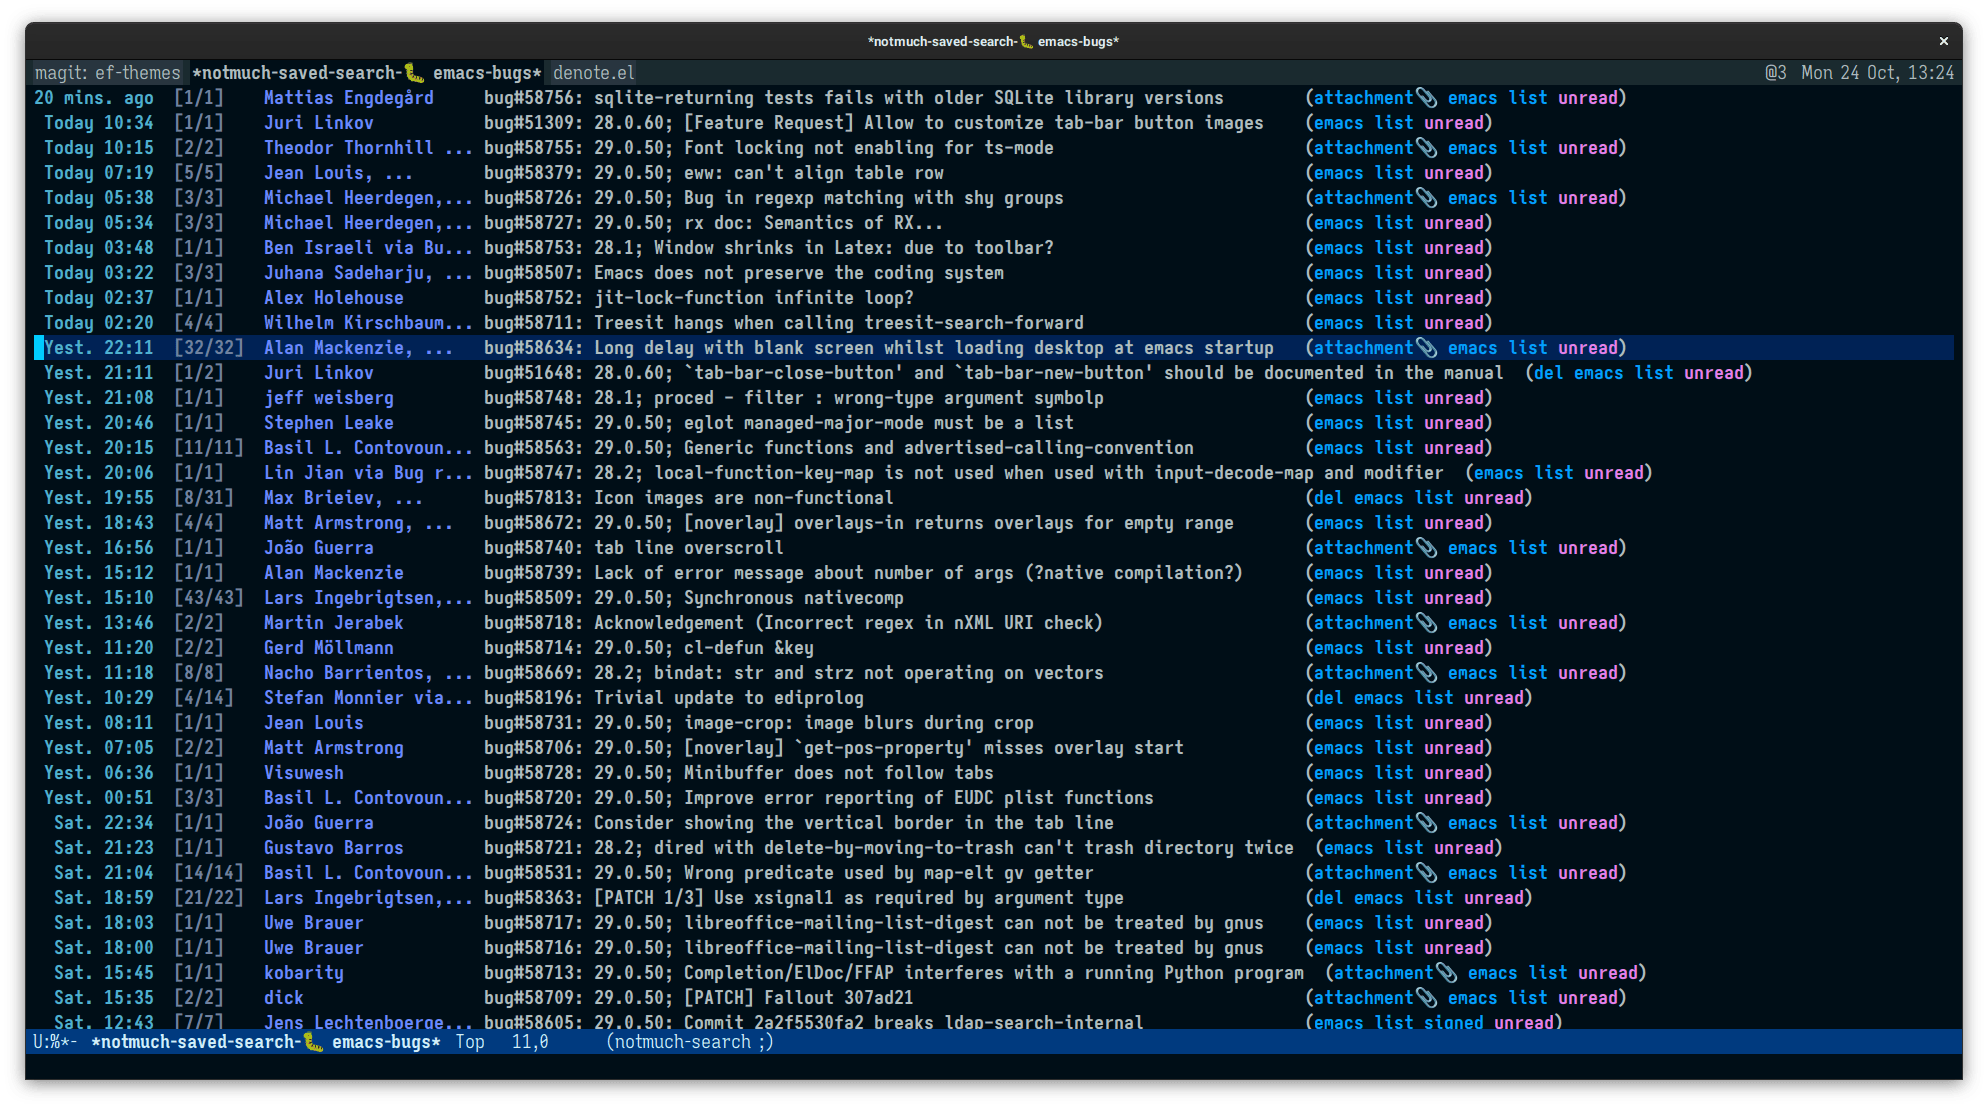 *notmuch-saved-search-🐛 emacs-bugs* ×
magit: ef-themes *notmuch-saved-search-🐛 emacs-bugs* denote.el @3 Mon 24 Oct, 13:24
20 mins. ago [1/1] Mattias Engdegård bug#58756: sqlite-returning tests fails with older SQLite library versions (attachment📎 emacs list unread)
Today 10:34 [1/1] Juri Linkov bug#51309: 28.0.60; [Feature Request] Allow to customize tab-bar button images (emacs list unread)
Today 10:15 [2/2] Theodor Thornhill ... bug#58755: 29.0.50; Font locking not enabling for ts-mode (attachment📎 emacs list unread)
Today 07:19 [5/5] Jean Louis, ... bug#58379: 29.0.50; eww: can't align table row (emacs list unread)
Today 05:38 [3/3] Michael Heerdegen,... bug#58726: 29.0.50; Bug in regexp matching with shy groups (attachment📎 emacs list unread)
Today 05:34 [3/3] Michael Heerdegen,... bug#58727: 29.0.50; rx doc: Semantics of RX... (emacs list unread)
Today 03:48 [1/1] Ben Israeli via Bu... bug#58753: 28.1; Window shrinks in Latex: due to toolbar? (emacs list unread)
Today 03:22 [3/3] Juhana Sadeharju, ... bug#58507: Emacs does not preserve the coding system (emacs list unread)
Today 02:37 [1/1] Alex Holehouse bug#58752: jit-lock-function infinite loop? (emacs list unread)
Today 02:20 [4/4] Wilhelm Kirschbaum... bug#58711: Treesit hangs when calling treesit-search-forward (emacs list unread)
Yest. 22:11 [32/32] Alan Mackenzie, ... bug#58634: Long delay with blank screen whilst loading desktop at emacs startup (attachment📎 emacs list unread)
Yest. 21:11 [1/2] Juri Linkov bug#51648: 28.0.60; `tab-bar-close-button' and `tab-bar-new-button' should be documented in the manual (del emacs list unread)
Yest. 21:08 [1/1] jeff weisberg bug#58748: 28.1; proced - filter : wrong-type argument symbolp (emacs list unread)
Yest. 20:46 [1/1] Stephen Leake bug#58745: 29.0.50; eglot managed-major-mode must be a list (emacs list unread)
Yest. 20:15 [11/11] Basil L. Contovoun... bug#58563: 29.0.50; Generic functions and advertised-calling-convention (emacs list unread)
Yest. 20:06 [1/1] Lin Jian via Bug r... bug#58747: 28.2; local-function-key-map is not used when used with input-decode-map and modifier (emacs list unread)
Yest. 19:55 [8/31] Max Brieiev, ... bug#57813: Icon images are non-functional (del emacs list unread)
Yest. 18:43 [4/4] Matt Armstrong, ... bug#58672: 29.0.50; [noverlay] overlays-in returns overlays for empty range (emacs list unread)
Yest. 16:56 [1/1] João Guerra bug#58740: tab line overscroll (attachment📎 emacs list unread)
Yest. 15:12 [1/1] Alan Mackenzie bug#58739: Lack of error message about number of args (?native compilation?) (emacs list unread)
Yest. 15:10 [43/43] Lars Ingebrigtsen,... bug#58509: 29.0.50; Synchronous nativecomp (emacs list unread)
Yest. 13:46 [2/2] Martin Jerabek bug#58718: Acknowledgement (Incorrect regex in nXML URI check) (attachment📎 emacs list unread)
Yest. 11:20 [2/2] Gerd Möllmann bug#58714: 29.0.50; cl-defun &key (emacs list unread)
Yest. 11:18 [8/8] Nacho Barrientos, ... bug#58669: 28.2; bindat: str and strz not operating on vectors (attachment📎 emacs list unread)
Yest. 10:29 [4/14] Stefan Monnier via... bug#58196: Trivial update to ediprolog (del emacs list unread)
Yest. 08:11 [1/1] Jean Louis bug#58731: 29.0.50; image-crop: image blurs during crop (emacs list unread)
Yest. 07:05 [2/2] Matt Armstrong bug#58706: 29.0.50; [noverlay] `get-pos-property' misses overlay start (emacs list unread)
Yest. 06:36 [1/1] Visuwesh bug#58728: 29.0.50; Minibuffer does not follow tabs (emacs list unread)
Yest. 00:51 [3/3] Basil L. Contovoun... bug#58720: 29.0.50; Improve error reporting of EUDC plist functions (emacs list unread)
Sat. 22:34 [1/1] João Guerra bug#58724: Consider showing the vertical border in the tab line (attachment📎 emacs list unread)
Sat. 21:23 [1/1] Gustavo Barros bug#58721: 28.2; dired with delete-by-moving-to-trash can't trash directory twice (emacs list unread)
Sat. 21:04 [14/14] Basil L. Contovoun... bug#58531: 29.0.50; Wrong predicate used by map-elt gv getter (attachment📎 emacs list unread)
Sat. 18:59 [21/22] Lars Ingebrigtsen,... bug#58363: [PATCH 1/3] Use xsignal1 as required by argument type (del emacs list unread)
Sat. 18:03 [1/1] Uwe Brauer bug#58717: 29.0.50; libreoffice-mailing-list-digest can not be treated by gnus (emacs list unread)
Sat. 18:00 [1/1] Uwe Brauer bug#58716: 29.0.50; libreoffice-mailing-list-digest can not be treated by gnus (emacs list unread)
Sat. 15:45 [1/1] kobarity bug#58713: 29.0.50; Completion/ElDoc/FFAP interferes with a running Python program (attachment📎 emacs list unread)
Sat. 15:35 [2/2] dick bug#58709: 29.0.50; [PATCH] Fallout 307ad21 (attachment📎 emacs list unread)
Sat. 12:43 [7/7] Jens Lechtenboerge... bug#58605: 29.0.50; Commit 2a2f5530fa2 breaks ldap-search-internal (emacs list signed unread)
U:%*- *notmuch-saved-search-🐛 emacs-bugs* Top 11,0 (notmuch-search ;)